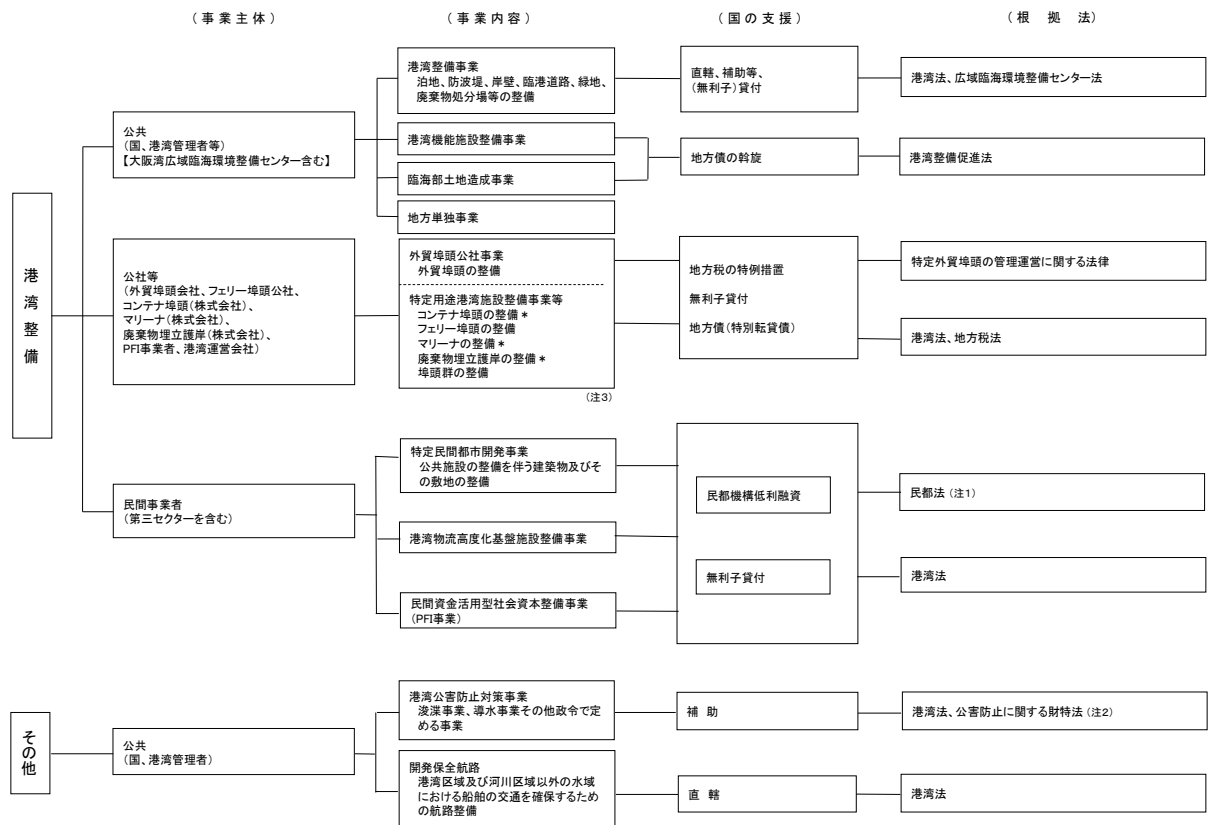 （事業主体）
（事業内容）
（国の支援）
（根　拠　法）
港湾整備
公共
(国、港湾管理者等)
【大阪湾広域臨海環境整備センター含む】
港湾整備事業
泊地、防波堤、岸壁、臨港道路、緑地、
廃棄物処分場等の整備
直轄、補助等、
(無利子)貸付
港湾法、広域臨海環境整備センター法
港湾機能施設整備事業
臨海部土地造成事業
地方債の斡旋
港湾整備促進法
地方単独事業
公社等
(外貿埠頭会社、フェリー埠頭公社、
コンテナ埠頭(株式会社)、
マリーナ(株式会社)、
廃棄物埋立護岸(株式会社)、
PFI事業者、港湾運営会社)
外貿埠頭公社事業
外貿埠頭の整備
特定用途港湾施設整備事業等
コンテナ埠頭の整備＊
フェリー埠頭の整備
マリーナの整備＊
廃棄物埋立護岸の整備＊
埠頭群の整備
(注3)
地方税の特例措置
無利子貸付
地方債(特別転貸債)
特定外貿埠頭の管理運営に関する法律
港湾法、地方税法
民間事業者
(第三セクターを含む)
特定民間都市開発事業
公共施設の整備を伴う建築物及びそ
の敷地の整備
港湾物流高度化基盤施設整備事業
民間資金活用型社会資本整備事業
(PFI事業)
民都機構低利融資
無利子貸付
民都法（注1）
港湾法
その他
公共
(国、港湾管理者)
港湾公害防止対策事業
浚渫事業、導水事業その他政令で定
める事業
補 助
港湾法、公害防止に関する財特法（注2）
開発保全航路
港湾区域及び河川区域以外の水域
における船舶の交通を確保するため
の航路整備
直 轄
港湾法